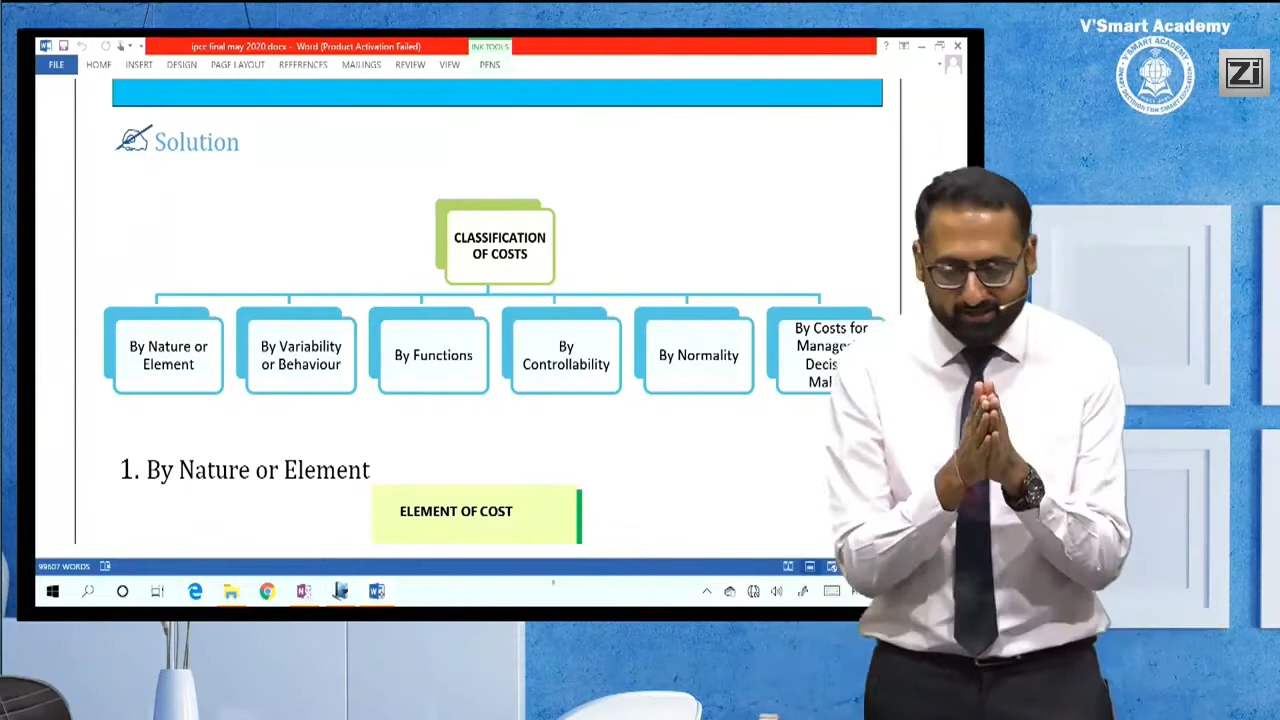 V'Smart Academy
Zi
ipcc final may 2020.docx - Word (Product Activation Failed)
INK TOOLS
FILE HOME INSERT DESIGN PAGE LAYOUT REFERENCES MAILINGS REVIEW VIEW PENS
Solution
CLASSIFICATION
OF COSTS
By Nature or
Element
By Variability
or Behaviour
By Functions
By
Controllability
By Normality
By Costs for
1. By Nature or Element
ELEMENT OF COST
99607 WORDS